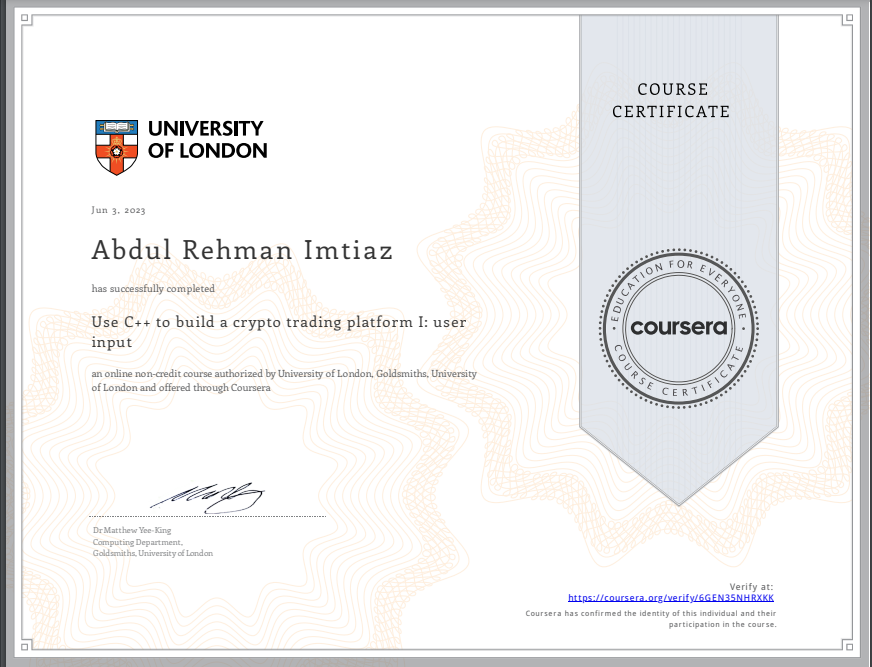 UNIVERSITY
OF LONDON
Jun 3, 2023
Abdul Rehman Imtiaz
has successfully completed
Use C++ to build a crypto trading platform I: user
input
an online non-credit course authorized by University of London, Goldsmiths, University
of London and offered through Coursera
Dr Matthew Yee-King
Computing Department,
Goldsmiths, University of London
COURSE
CERTIFICATE
EDUCATION FOR EVERYONE
coursera
COURSE CERTIFICATE
Verify at:
https://coursera.org/verify/6GEN35NHRXKK
Coursera has confirmed the identity of this individual and their
participation in the course.